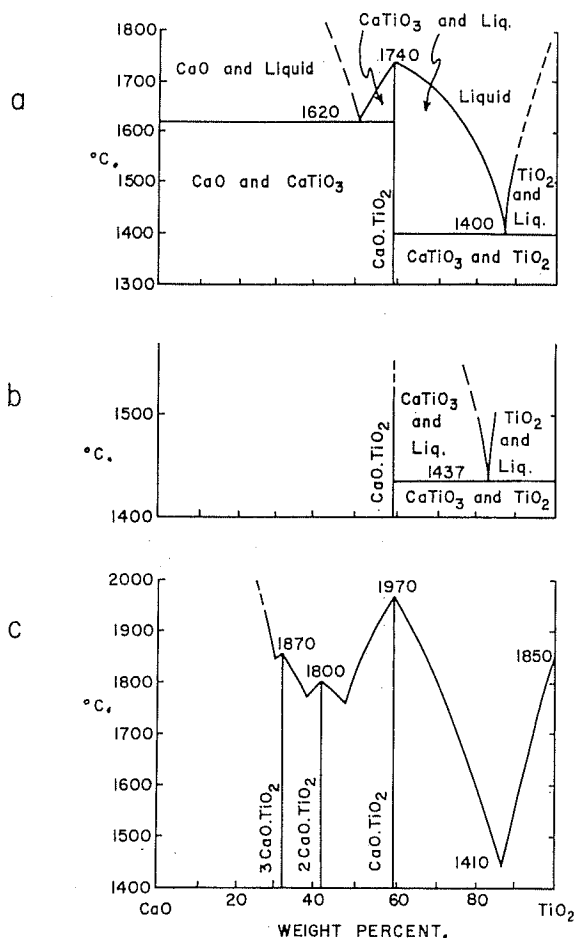 a
1800
1700
1600
1500
1400
1300
°C.
CaTiO3
and Liq.
1740
CaO and Liquid
1620
Liquid
CaO and CaTiO3
CaO.TiO2
TiO2
and
Liq.
1400
CaTiO3 and TiO2
b
1500
1400
°C.
CaO.TiO2
CaTiO3
and
Liq.
TiO2
and
Liq.
1437
CaTiO3 and TiO2
c
2000
1900
1800
1700
1600
1500
1400
°C.
1870
1800
1970
1850
1410
3CaO.TiO2
2CaO.TiO2
CaO.TiO2
CaO
20
40
60
80
TiO2
WEIGHT PERCENT.